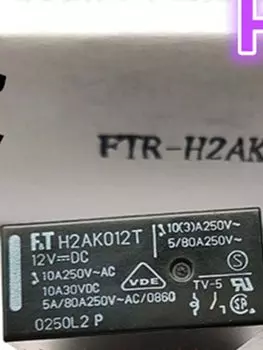 FTR-H2AK
F&T H2AK012T
12V⎓DC
10A250V~AC
10A30VDC
5A/80A250V~AC/0860
0250L2 P
10(3)A250V~
5/80A250V~
VDE
S
TV-5